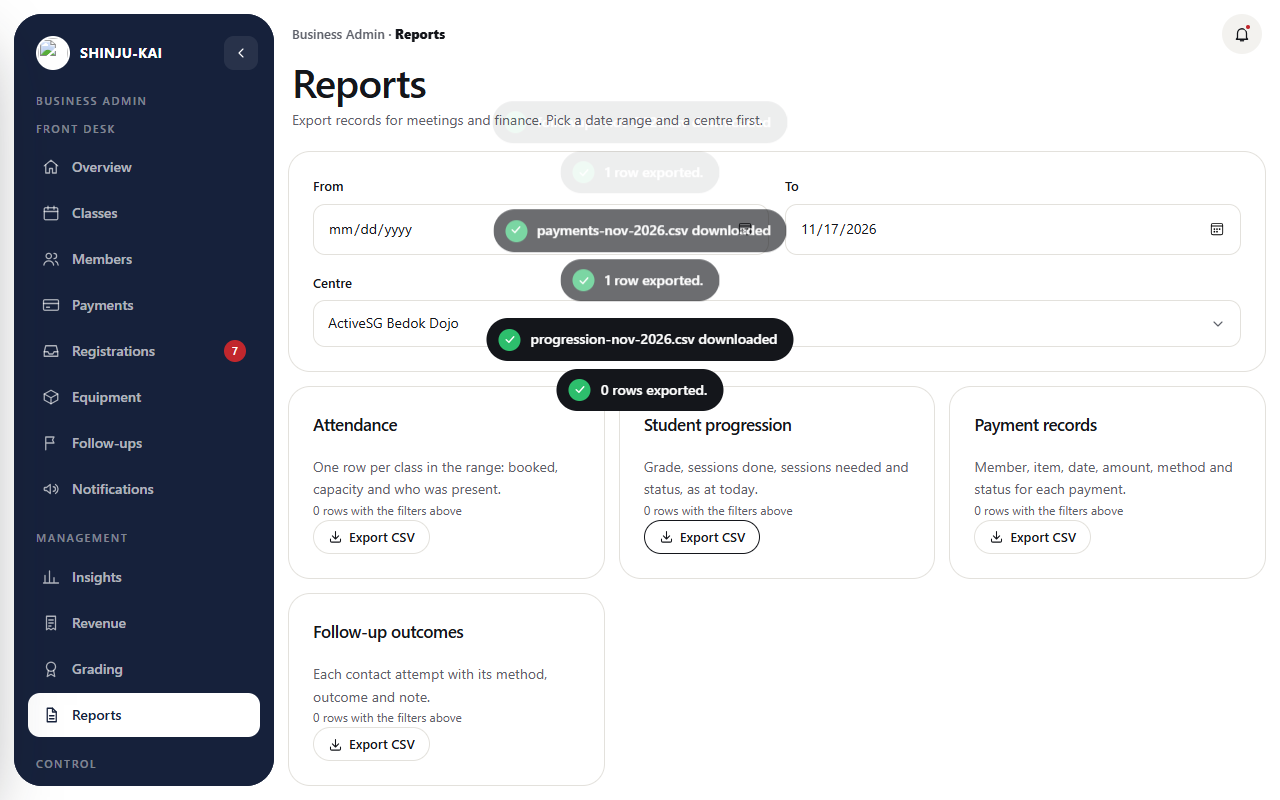 SHINJU-KAI
BUSINESS ADMIN
FRONT DESK
Overview
Classes
Members
Payments
Registrations
7
Equipment
Follow-ups
Notifications
MANAGEMENT
Insights
Revenue
Grading
Reports
CONTROL
Business Admin · Reports
Reports
Export records for meetings and finance. Pick a date range and a centre first.
1 row exported.
From
To
mm/dd/yyyy
payments-nov-2026.csv downloaded
11/17/2026
1 row exported.
Centre
ActiveSG Bedok Dojo
progression-nov-2026.csv downloaded
0 rows exported.
Attendance
One row per class in the range: booked,
capacity and who was present.
0 rows with the filters above
Export CSV
Student progression
Grade, sessions done, sessions needed and
status, as at today.
0 rows with the filters above
Export CSV
Payment records
Member, item, date, amount, method and
status for each payment.
0 rows with the filters above
Export CSV
Follow-up outcomes
Each contact attempt with its method,
outcome and note.
0 rows with the filters above
Export CSV